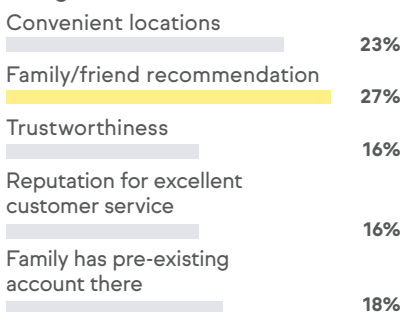 Convenient locations
23%
Family/friend recommendation
27%
Trustworthiness
16%
Reputation for excellent
customer service
16%
Family has pre-existing
account there
18%